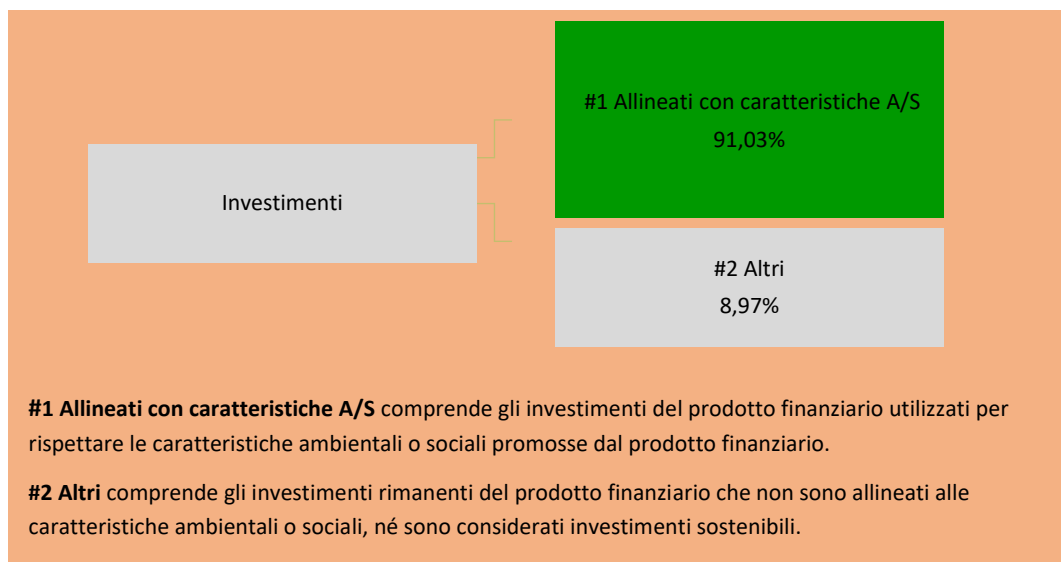 #1 Allineati con caratteristiche A/S
91,03%
Investimenti
#2 Altri
8,97%
#1 Allineati con caratteristiche A/S comprende gli investimenti del prodotto finanziario utilizzati per
rispettare le caratteristiche ambientali o sociali promosse dal prodotto finanziario.
#2 Altri comprende gli investimenti rimanenti del prodotto finanziario che non sono allineati alle
caratteristiche ambientali o sociali, né sono considerati investimenti sostenibili.